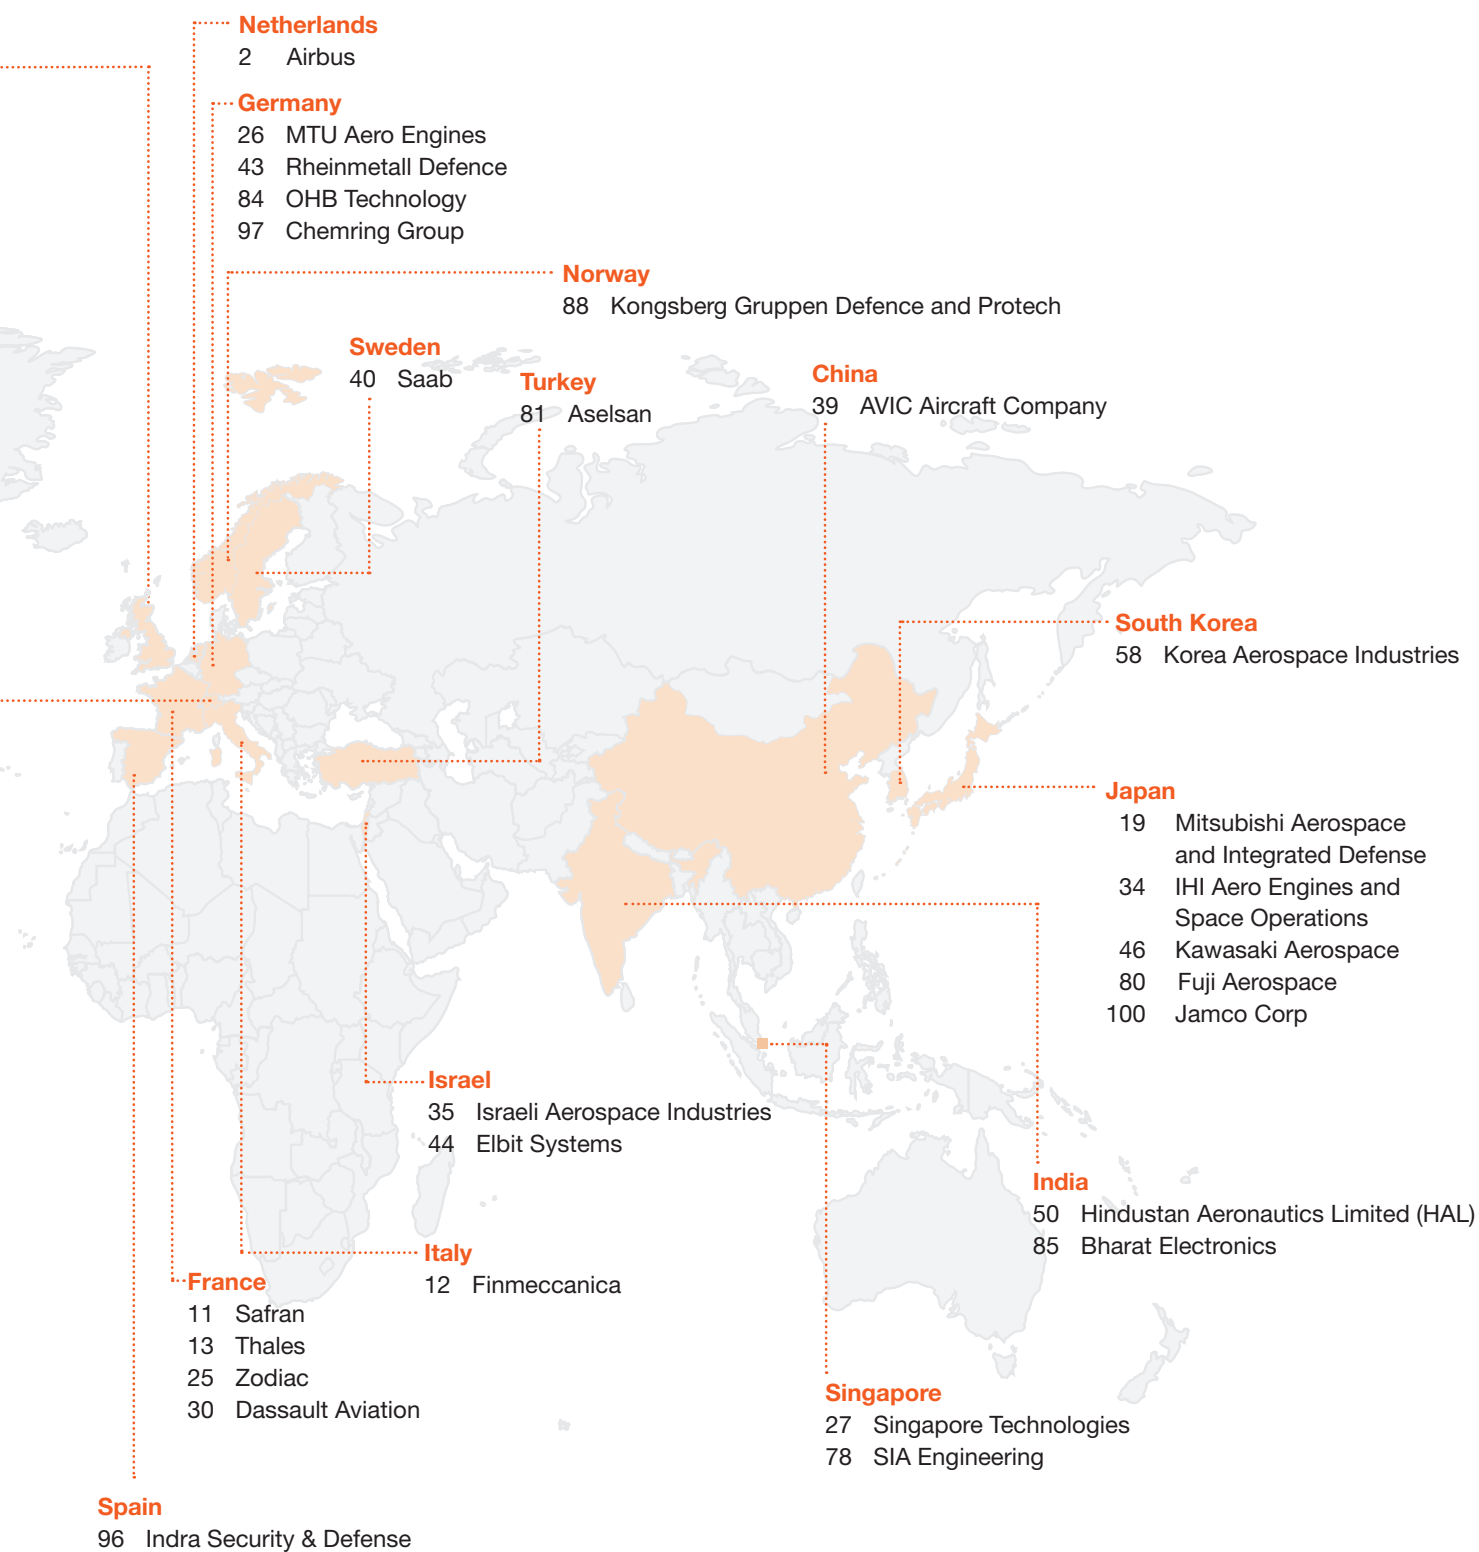 Netherlands
2 Airbus
Germany
26 MTU Aero Engines
43 Rheinmetall Defence
84 OHB Technology
97 Chemring Group
Norway
88 Kongsberg Gruppen Defence and Protech
Sweden
40 Saab
Turkey
81 Aselsan
China
39 AVIC Aircraft Company
South Korea
58 Korea Aerospace Industries
Japan
19 Mitsubishi Aerospace
and Integrated Defense
34 IHI Aero Engines and
Space Operations
46 Kawasaki Aerospace
80 Fuji Aerospace
100 Jamco Corp
Israel
35 Israeli Aerospace Industries
44 Elbit Systems
India
50 Hindustan Aeronautics Limited (HAL)
85 Bharat Electronics
Italy
12 Finmeccanica
France
11 Safran
13 Thales
25 Zodiac
30 Dassault Aviation
Singapore
27 Singapore Technologies
78 SIA Engineering
Spain
96 Indra Security & Defense